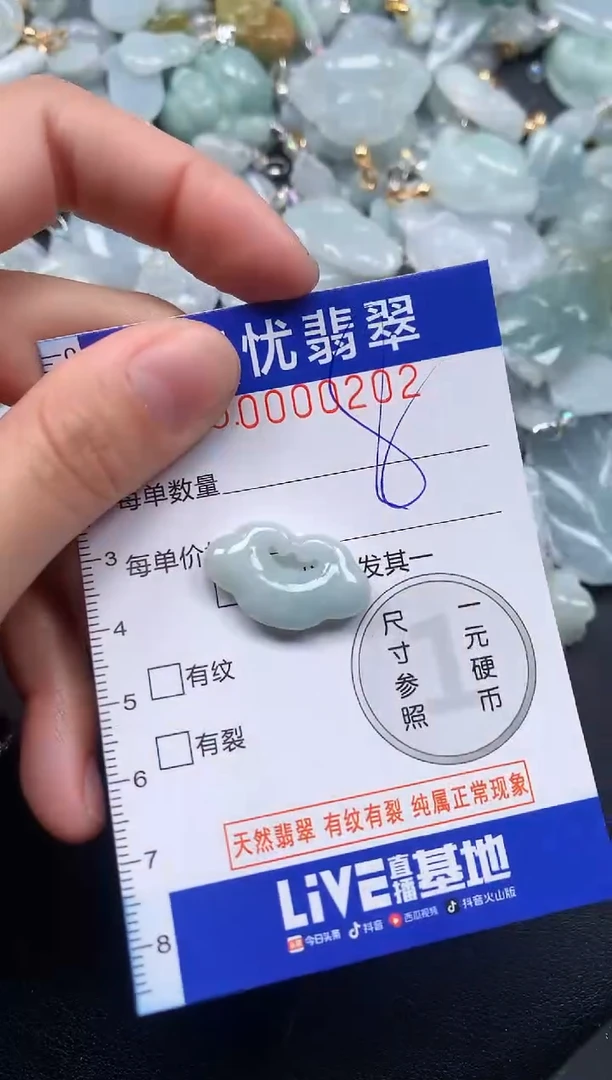 忧翡翠
.0000202
8
每单数量
每单价
发其一
3
4
5
6
7
8
有纹
有裂
尺寸参照
一元硬币
1
天然翡翠 有纹有裂 纯属正常现象
LiVE直播基地
今日头条 抖音 西瓜视频 抖音火山版